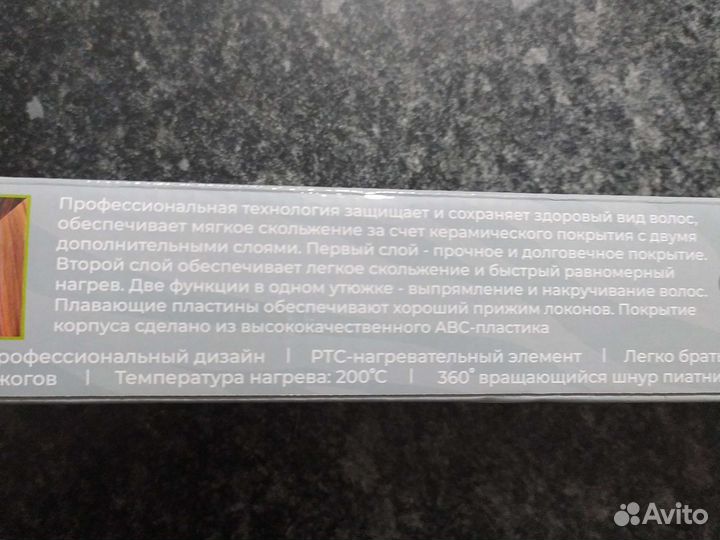 Профессиональная технология защищает и сохраняет здоровый вид волос,
обеспечивает мягкое скольжение за счет керамического покрытия с двумя
дополнительными слоями. Первый слой - прочное и долговечное покрытие.
Второй слой обеспечивает легкое скольжение и быстрый равномерный
нагрев. Две функции в одном утюжке - выпрямление и накручивание волос.
Плавающие пластины обеспечивают хороший прижим локонов. Покрытие
корпуса сделано из высококачественного АВС-пластика
рофессиональный дизайн | РТС-нагревательный элемент | Легко брать
жогов | Температура нагрева: 200°С | 360° вращающийся шнур пиатни
Avito